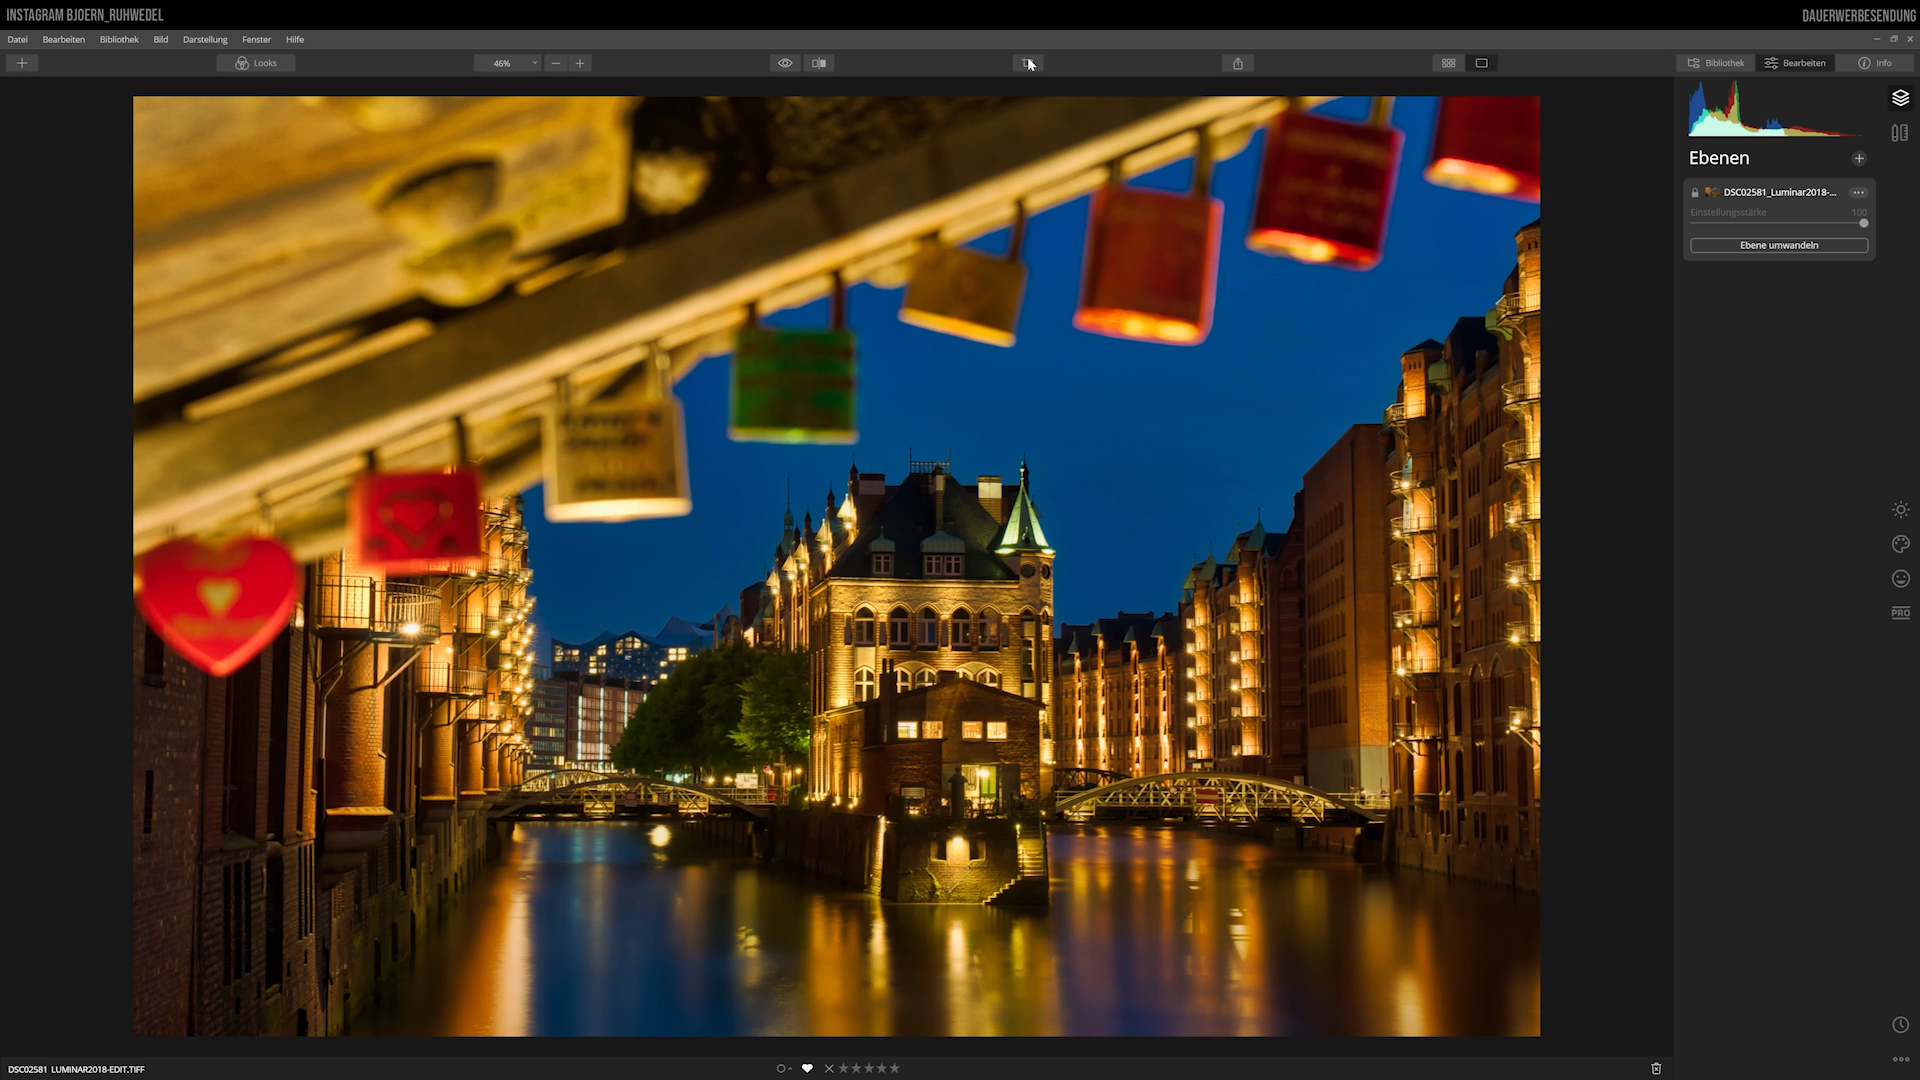 INSTAGRAM BJOERN_RUHWEDEL
DAUERWERBESENDUNG
Datei Bearbeiten Bibliothek Bild Darstellung Fenster Hilfe
Looks
46%
Bibliothek Bearbeiten Info
Ebenen
DSC02581_Luminar2018-...
Einstellungsstärke 100
Ebene umwandeln
PRO
DSC02581_LUMINAR2018-EDIT.TIFF